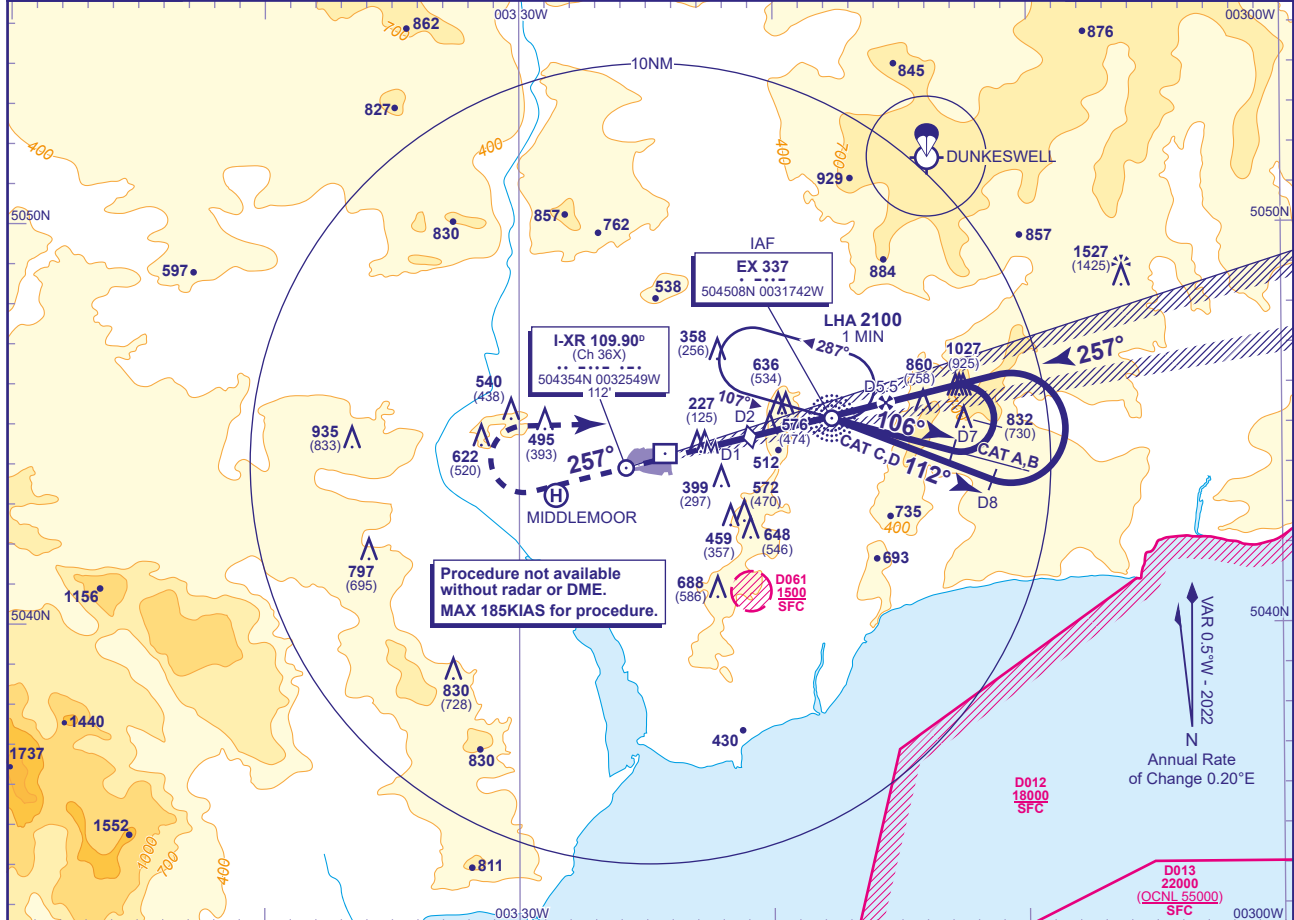 003 30W
00300W
862
700
876
845
10NM
827
400
400
400
700
DUNKESWELL
929
5050N
5050N
857
762
830
857
IAF
1527
(1425)
884
597
EX 337
. -..-
504508N 0031742W
538
LHA 2100
1 MIN
I-XR 109.90ᴰ
(Ch 36X)
.. -..- .-.
504354N 0032549W
112'
358
(256)
287°
257°
1027
(925)
860
(758)
636
(534)
540
(438)
D5.5
107°
227
(125)
D2
106°
832
(730)
935
(833)
495
(393)
576
(474)
D7
622
(520)
257°
D1
CAT C,D 112°
CAT A,B
512
399
(297)
572
(470)
D8
H
MIDDLEMOOR
735
400
459
(357)
648
(546)
693
797
(695)
Procedure not available
without radar or DME.
MAX 185KIAS for procedure.
688
(586)
D061
1500
SFC
1156
VAR 0.5°W - 2022
5040N
5040N
830
(728)
1440
430
830
N
Annual Rate
of Change 0.20°E
1737
D012
18000
SFC
1552
1000
700
400
811
D013
22000
(OCNL 55000)
SFC
003 30W
00300W